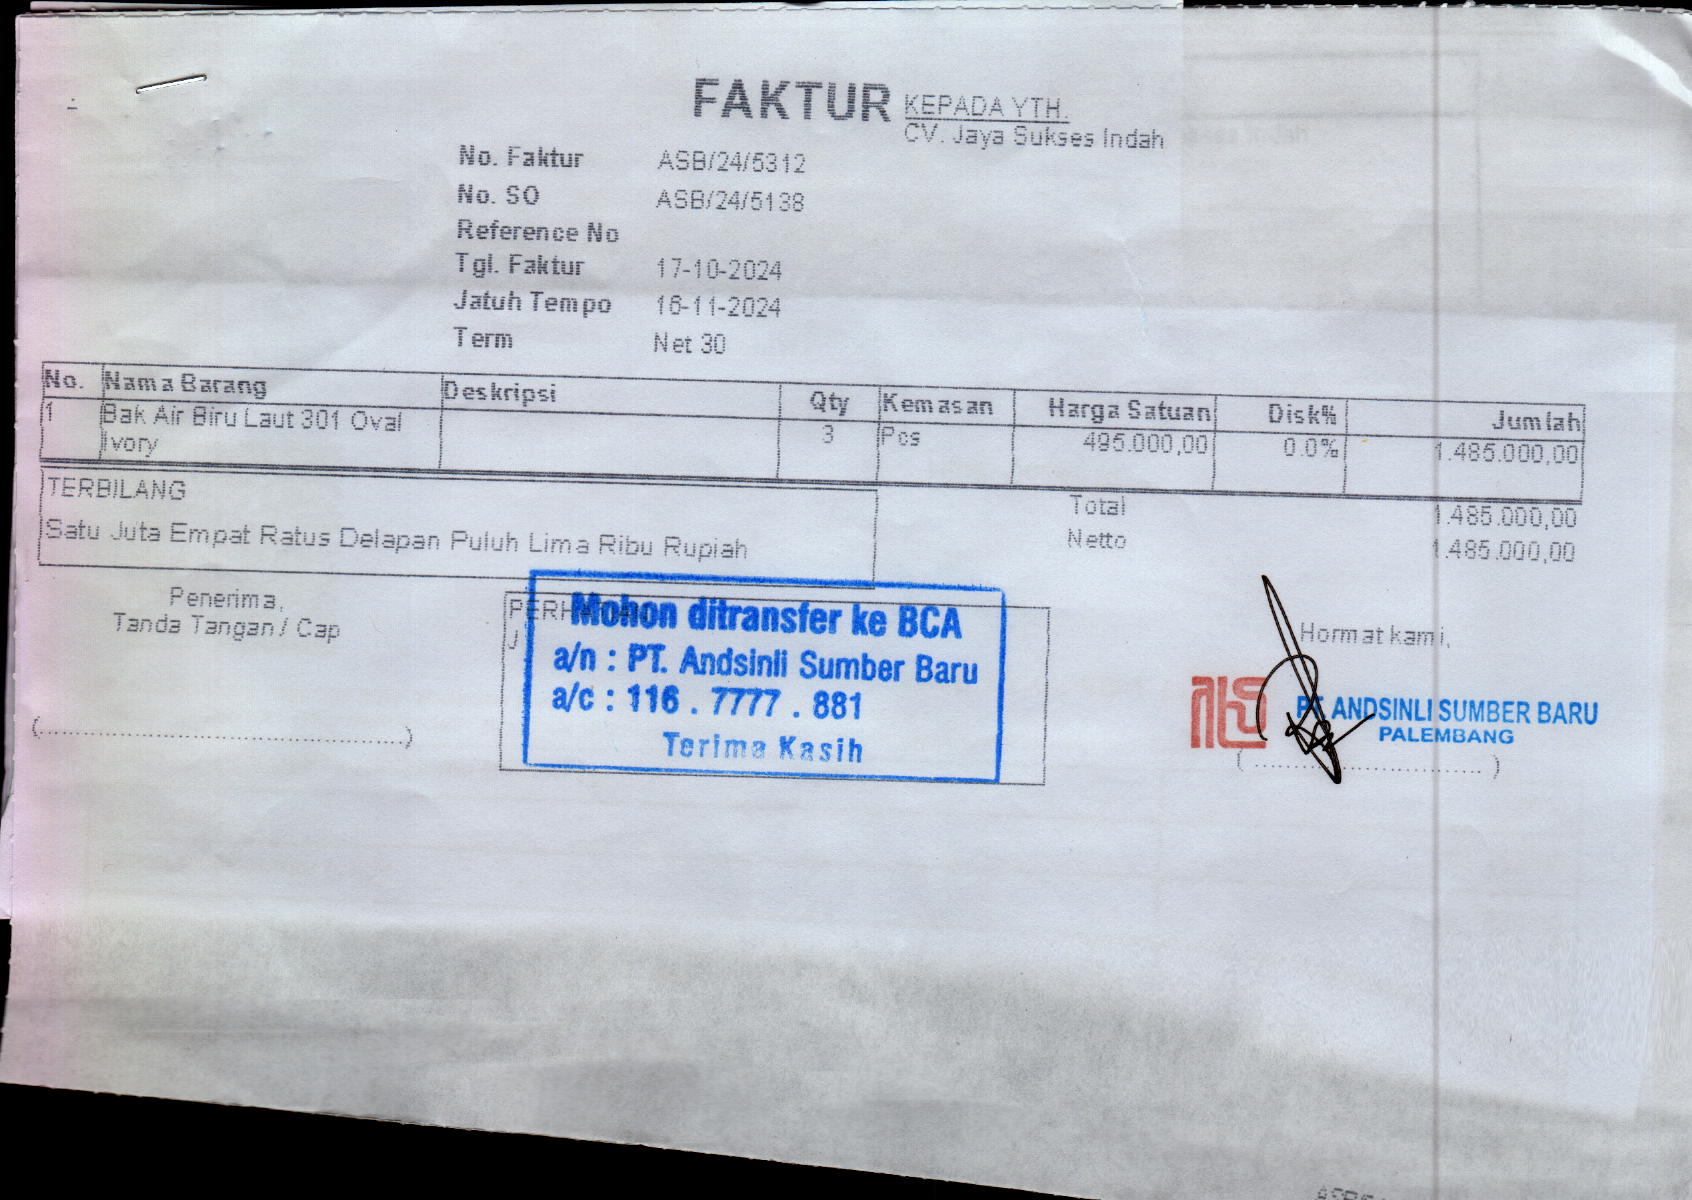 FAKTUR
KEPADA YTH.
CV. Jaya Sukses Indah
No. Faktur ASB/24/5312
No. SO ASB/24/5138
Reference No
Tgl. Faktur 17-10-2024
Jatuh Tempo 16-11-2024
Term Net 30
No. Nama Barang Deskripsi Qty Kemasan Harga Satuan Disk% Jumlah
1 Bak Air Biru Laut 301 Oval 3 Pcs 495.000,00 0.0% 1.485.000,00
Ivory
TERBILANG
Satu Juta Empat Ratus Delapan Puluh Lima Ribu Rupiah
Total 1.485.000,00
Netto 1.485.000,00
Penerima,
Tanda Tangan / Cap
(........................................................)
Mohon ditransfer ke BCA
a/n : PT. Andsinli Sumber Baru
a/c : 116 . 7777 . 881
Terima Kasih
Hormat kami,
PT. ANDSINLI SUMBER BARU
PALEMBANG
( ................................... )